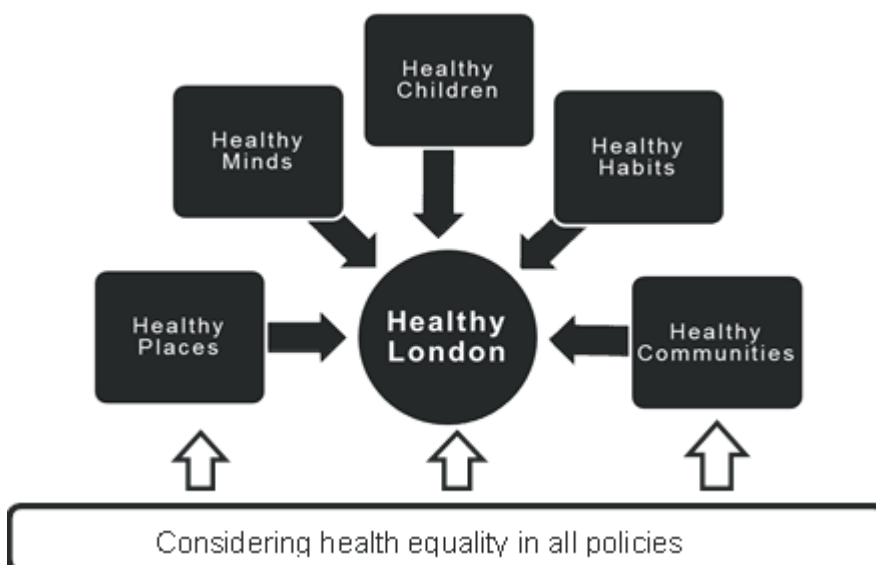 Healthy
Children
Healthy
Minds
Healthy
Habits
Healthy
Places
Healthy
London
Healthy
Communities
Considering health equality in all policies